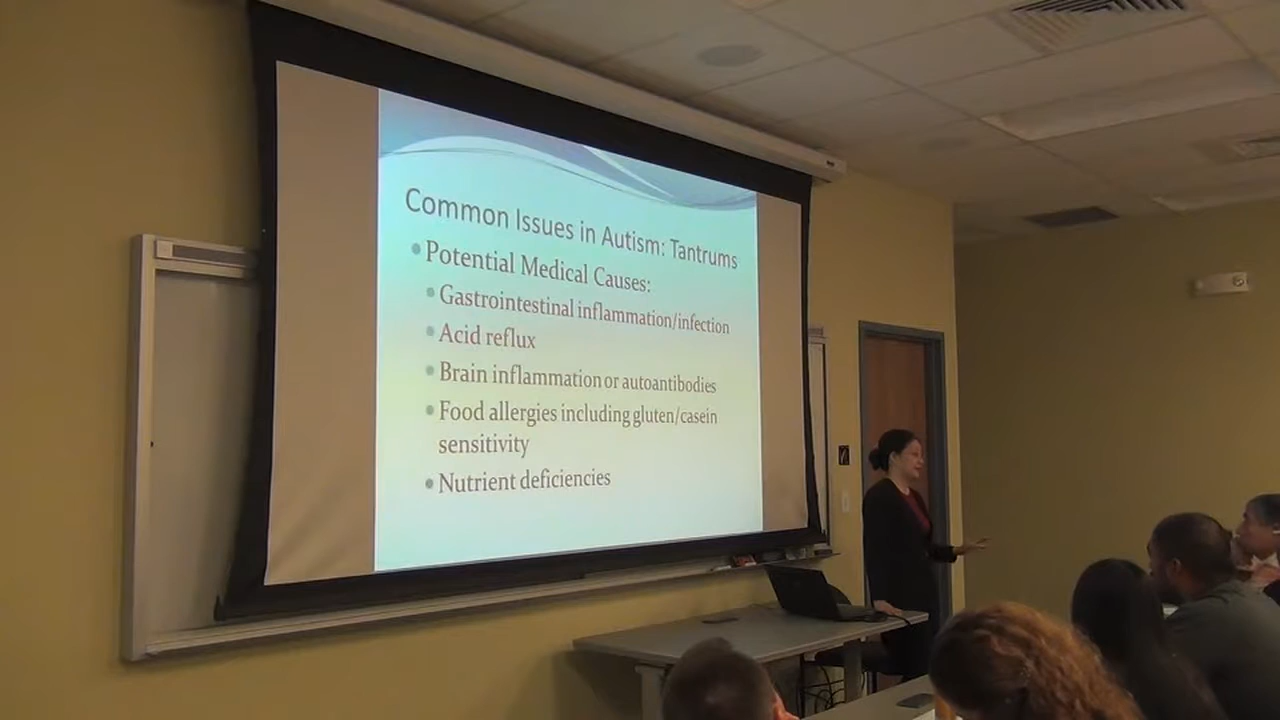 Common Issues in Autism: Tantrums
Potential Medical Causes:
Gastrointestinal inflammation/infection
Acid reflux
Brain inflammation or autoantibodies
Food allergies including gluten/casein
sensitivity
Nutrient deficiencies